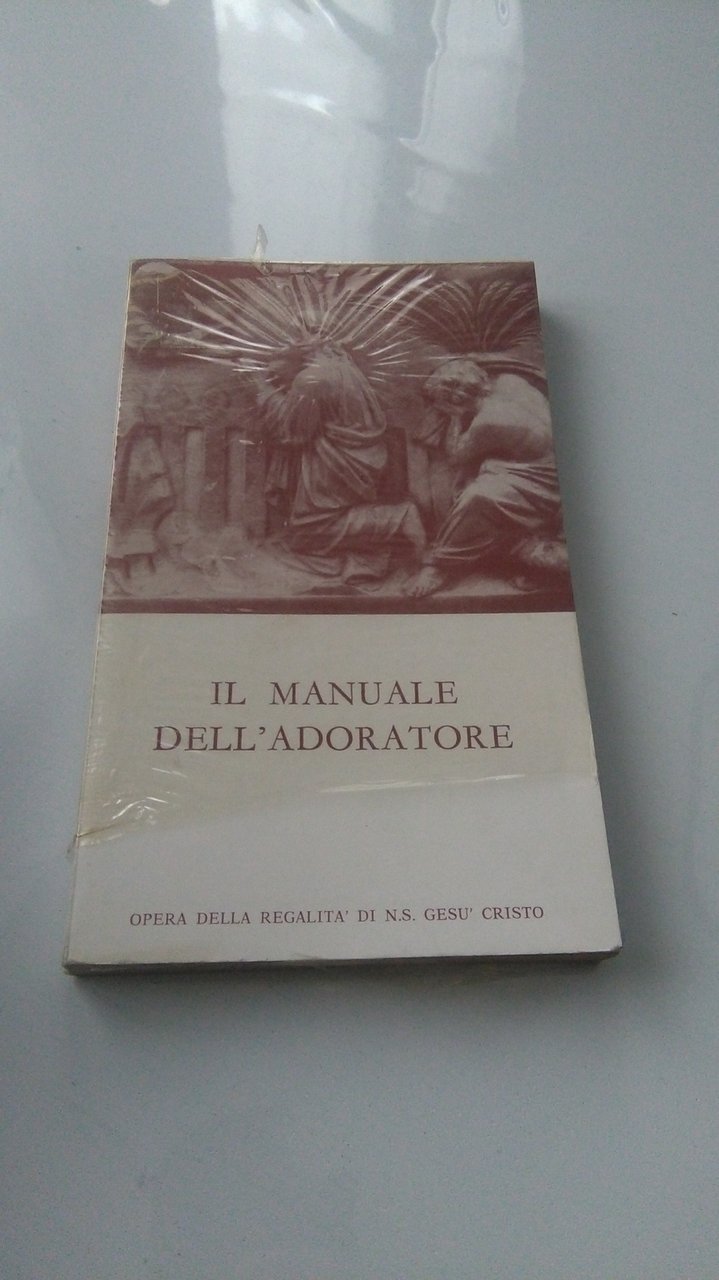 IL MANUALE
DELL'ADORATORE
OPERA DELLA REGALITA' DI N.S. GESU' CRISTO